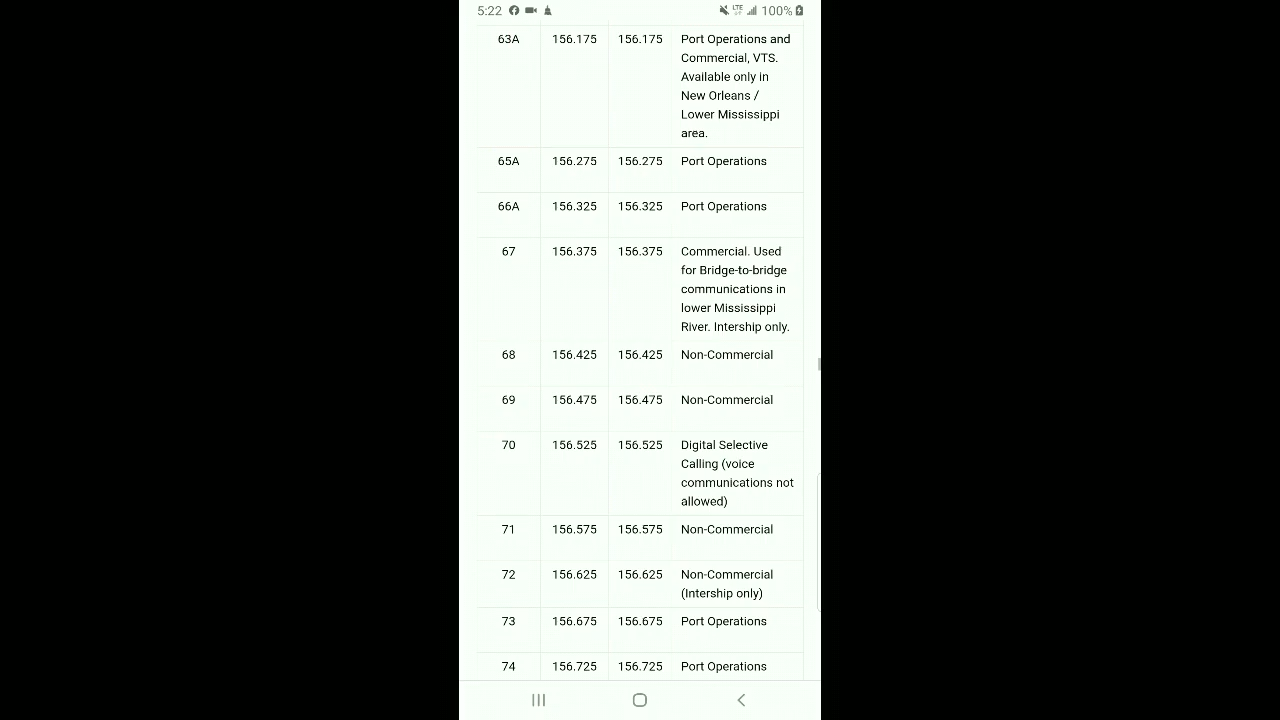 5:22 LTE 100%
63A 156.175 156.175 Port Operations and
Commercial, VTS.
Available only in
New Orleans /
Lower Mississippi
area.
65A 156.275 156.275 Port Operations
66A 156.325 156.325 Port Operations
67 156.375 156.375 Commercial. Used
for Bridge-to-bridge
communications in
lower Mississippi
River. Intership only.
68 156.425 156.425 Non-Commercial
69 156.475 156.475 Non-Commercial
70 156.525 156.525 Digital Selective
Calling (voice
communications not
allowed)
71 156.575 156.575 Non-Commercial
72 156.625 156.625 Non-Commercial
(Intership only)
73 156.675 156.675 Port Operations
74 156.725 156.725 Port Operations